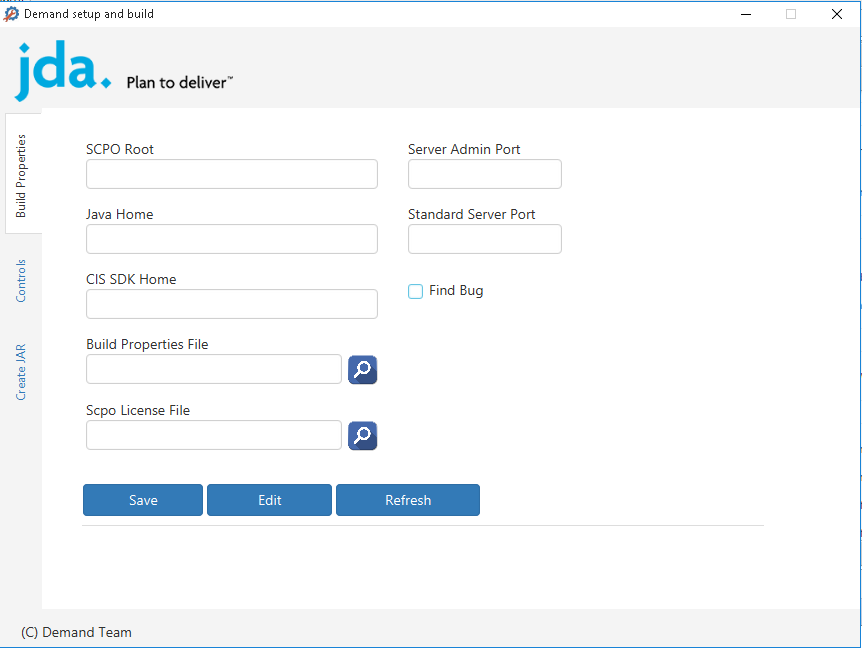 Demand setup and build
jda.
Plan to deliver™
Build Properties
Controls
Create JAR
SCPO Root
Server Admin Port
Java Home
Standard Server Port
CIS SDK Home
Find Bug
Build Properties File
Scpo License File
Save
Edit
Refresh
(C) Demand Team